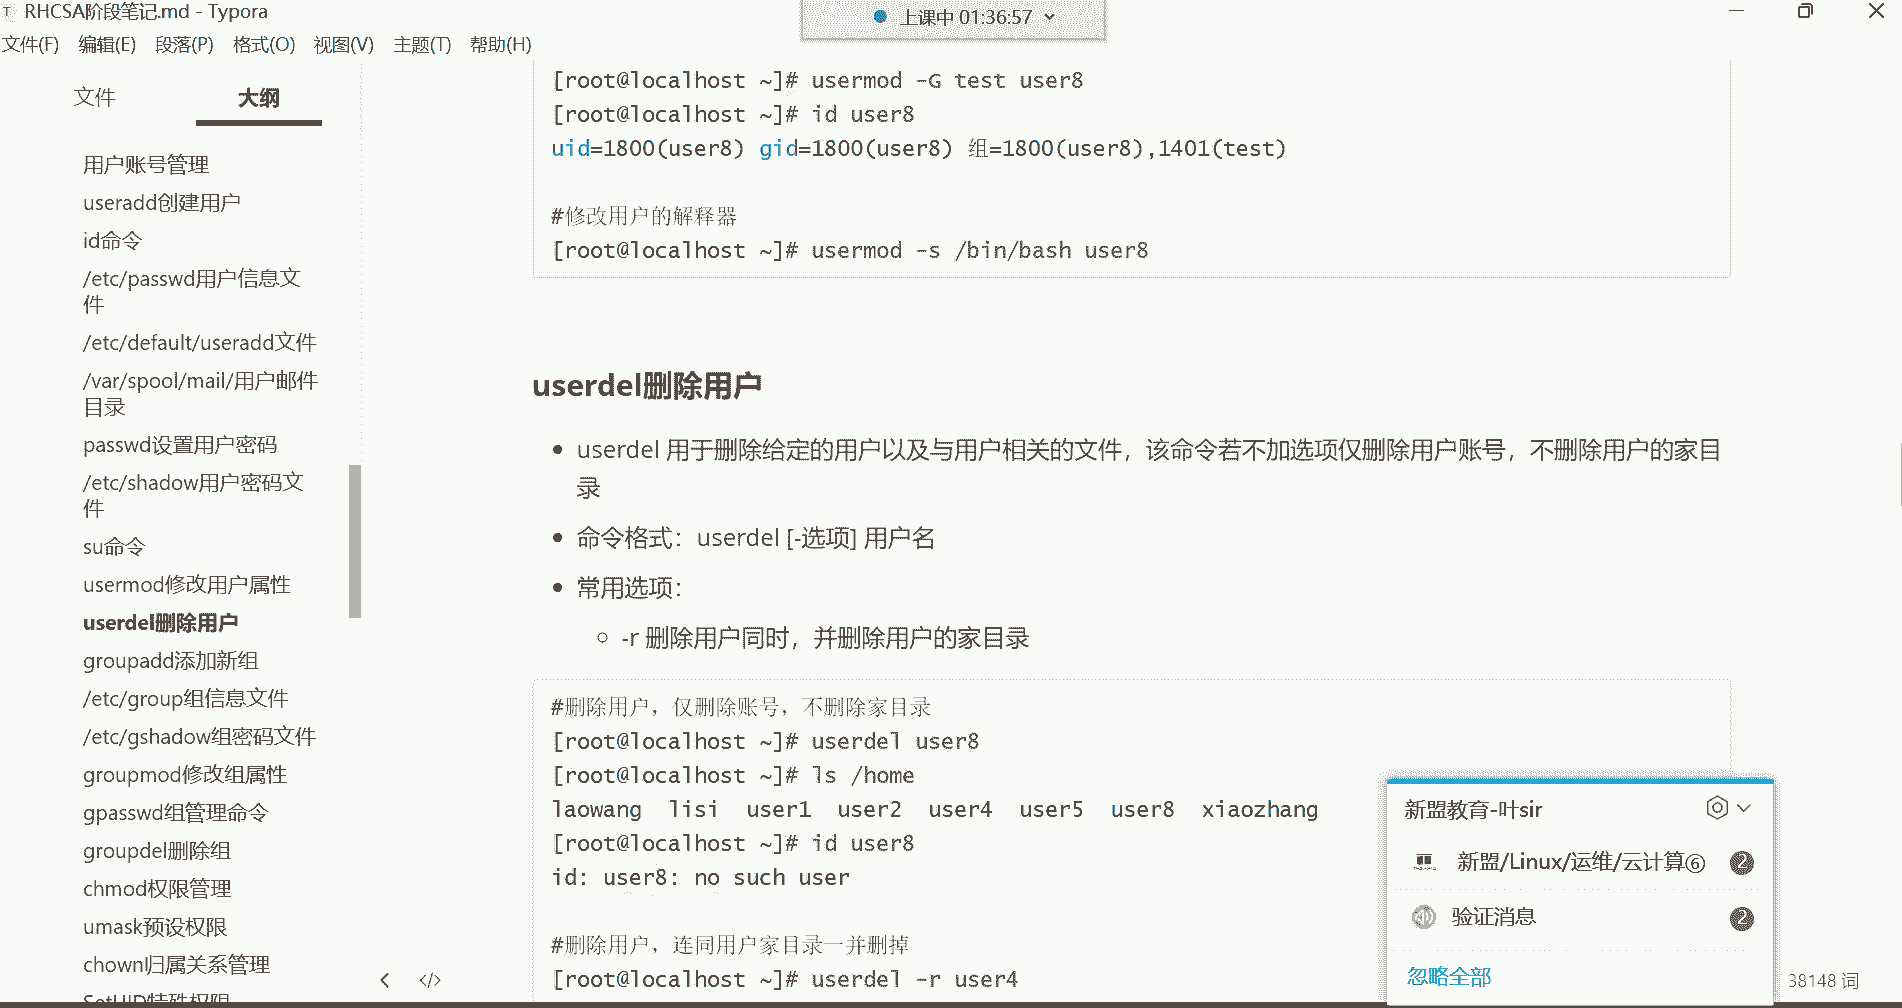 RHCSA阶段笔记.md - Typora
上课中 01:36:57
文件(F) 编辑(E) 段落(P) 格式(O) 视图(V) 主题(T) 帮助(H)
文件 大纲
用户账号管理
useradd创建用户
id命令
/etc/passwd用户信息文
件
/etc/default/useradd文件
/var/spool/mail/用户邮件
目录
passwd设置用户密码
/etc/shadow用户密码文
件
su命令
usermod修改用户属性
userdel删除用户
groupadd添加新组
/etc/group组信息文件
/etc/gshadow组密码文件
groupmod修改组属性
gpasswd组管理命令
groupdel删除组
chmod权限管理
umask预设权限
chown归属关系管理
SetUID特殊权限
[root@localhost ~]# usermod -G test user8
[root@localhost ~]# id user8
uid=1800(user8) gid=1800(user8) 组=1800(user8),1401(test)
#修改用户的解释器
[root@localhost ~]# usermod -s /bin/bash user8
userdel删除用户
userdel 用于删除给定的用户以及与用户相关的文件，该命令若不加选项仅删除用户账号，不删除用户的家目
录
命令格式：userdel [-选项] 用户名
常用选项：
-r 删除用户同时，并删除用户的家目录
#删除用户，仅删除账号，不删除家目录
[root@localhost ~]# userdel user8
[root@localhost ~]# ls /home
laowang lisi user1 user2 user4 user5 user8 xiaozhang
[root@localhost ~]# id user8
id: user8: no such user
#删除用户，连同用户家目录一并删掉
[root@localhost ~]# userdel -r user4
新盟教育-叶sir
新盟/Linux/运维/云计算⑥ 2
验证消息 2
忽略全部
38148 词